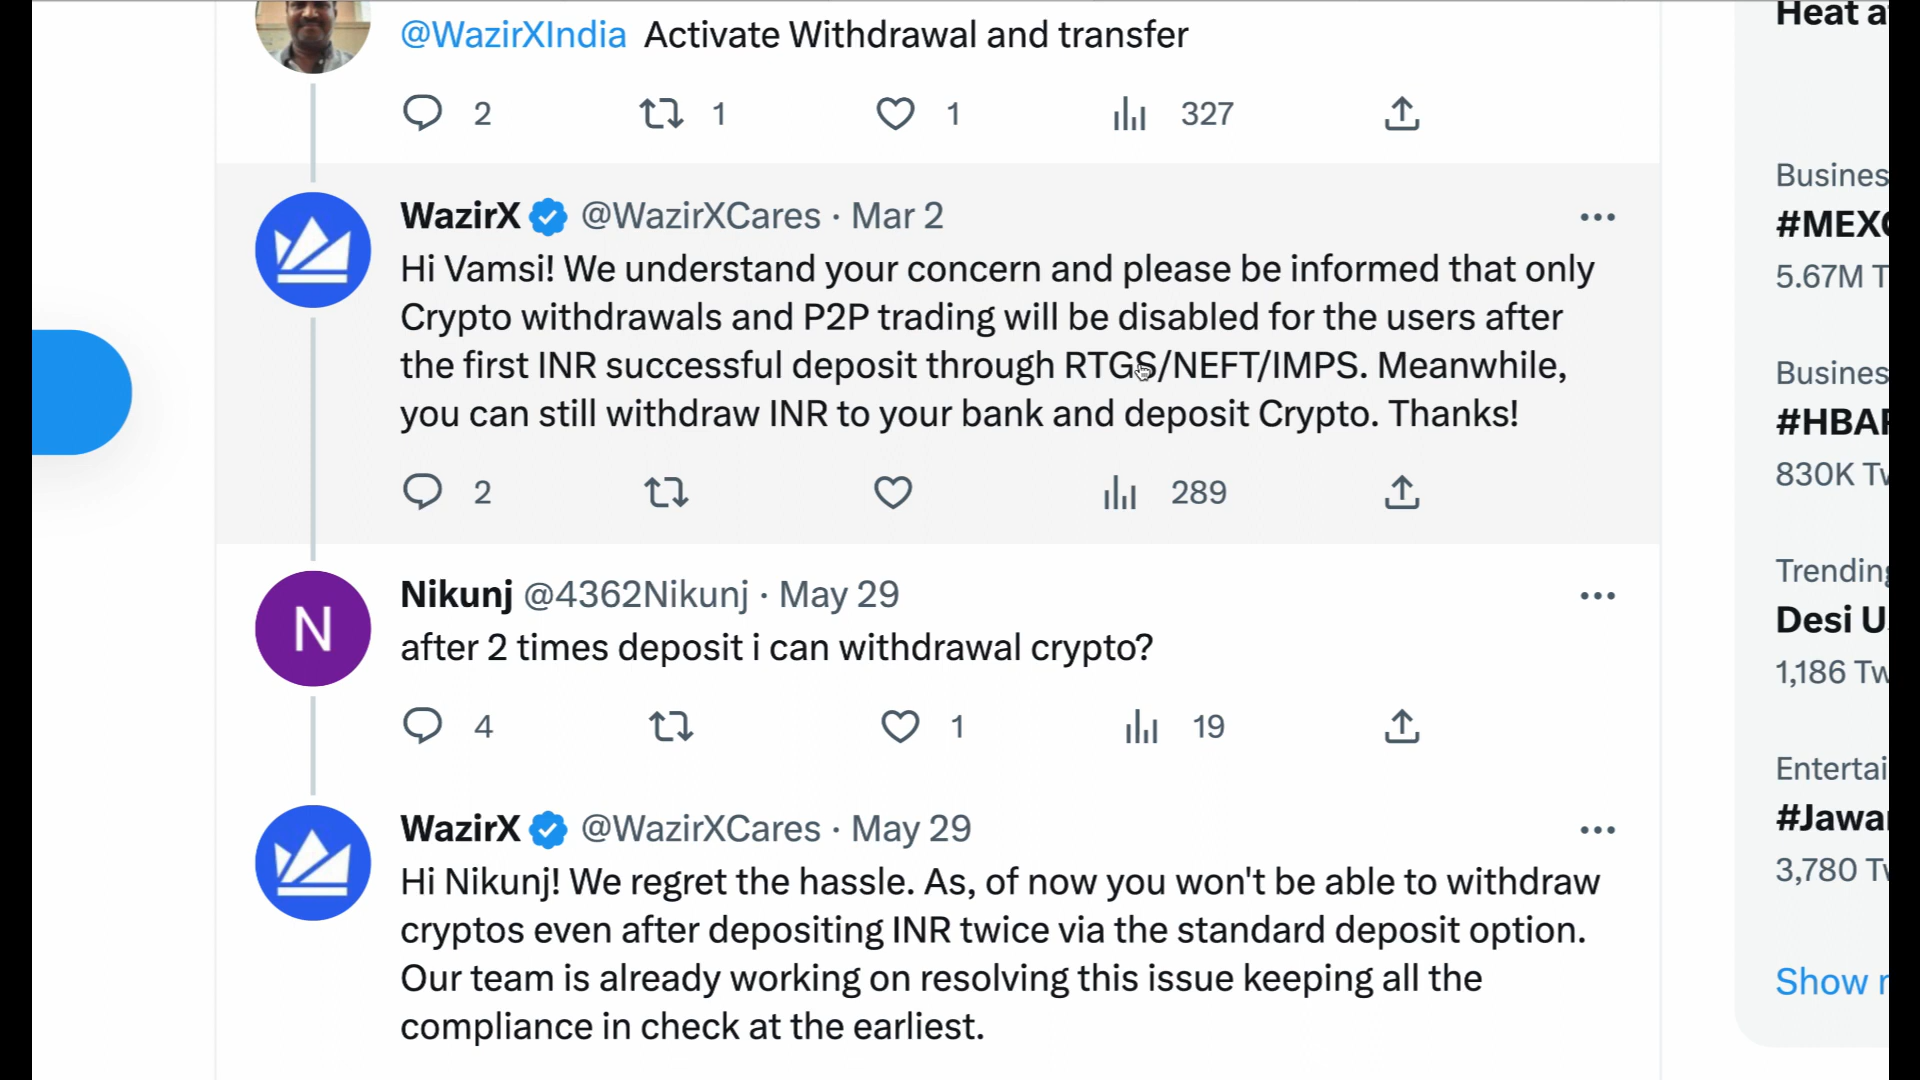 @WazirXIndia Activate Withdrawal and transfer
2 1 1 327
WazirX @WazirXCares · Mar 2
Hi Vamsi! We understand your concern and please be informed that only
Crypto withdrawals and P2P trading will be disabled for the users after
the first INR successful deposit through RTGS/NEFT/IMPS. Meanwhile,
you can still withdraw INR to your bank and deposit Crypto. Thanks!
2 289
N
Nikunj @4362Nikunj · May 29
after 2 times deposit i can withdrawal crypto?
4 1 19
WazirX @WazirXCares · May 29
Hi Nikunj! We regret the hassle. As, of now you won't be able to withdraw
cryptos even after depositing INR twice via the standard deposit option.
Our team is already working on resolving this issue keeping all the
compliance in check at the earliest.
Heat a
Busines
#MEX
5.67M T
Busines
#HBA
830K Tw
Trending
Desi U
1,186 Tw
Entertai
#Jawa
3,780 Tw
Show